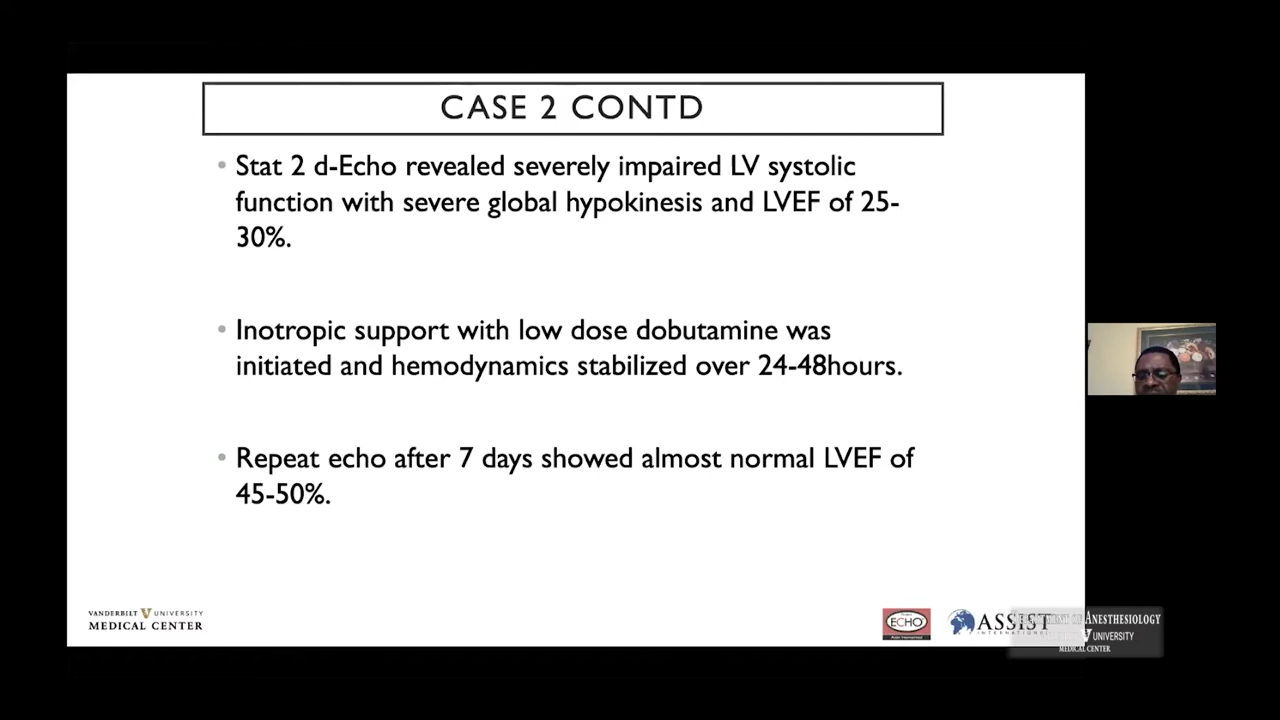 CASE 2 CONTD
Stat 2 d-Echo revealed severely impaired LV systolic
function with severe global hypokinesis and LVEF of 25-
30%.
Inotropic support with low dose dobutamine was
initiated and hemodynamics stabilized over 24-48hours.
Repeat echo after 7 days showed almost normal LVEF of
45-50%.
VANDERBILT V UNIVERSITY
MEDICAL CENTER
ECHO
ASSIST
INTERNATIONAL
OF ANESTHESIOLOGY
V UNIVERSITY
MEDICAL CENTER